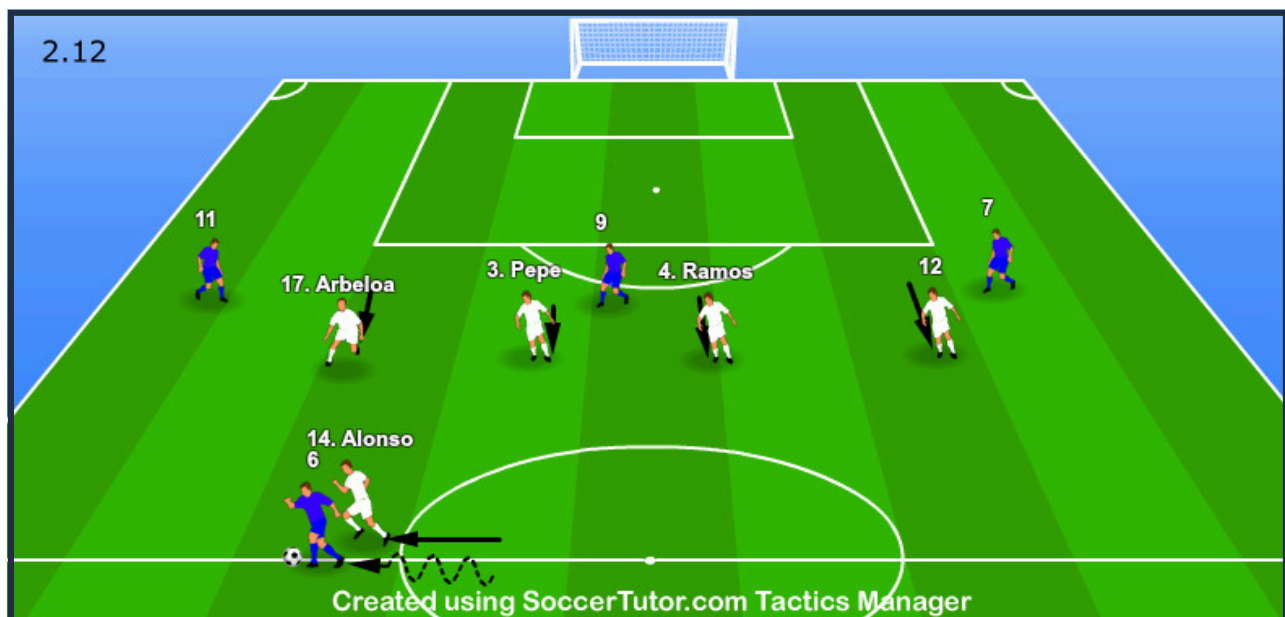 2.12
11
9
7
17. Arbeloa
3. Pepe
4. Ramos
12
14. Alonso
6
Created using SoccerTutor.com Tactics Manager